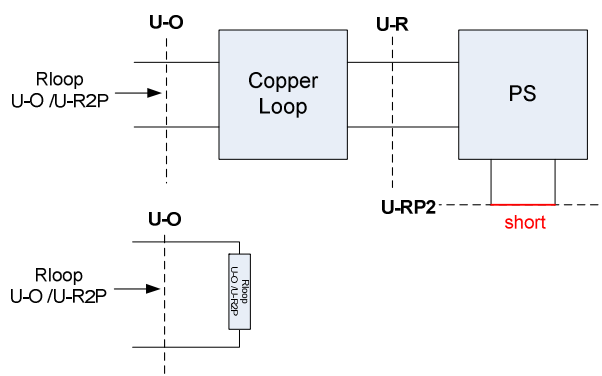 U-O
U-R
Rloop
U-O /U-R2P
Copper
Loop
PS
U-RP2
short
U-O
Rloop
U-O /U-R2P
Rloop
U-O /U-R2P